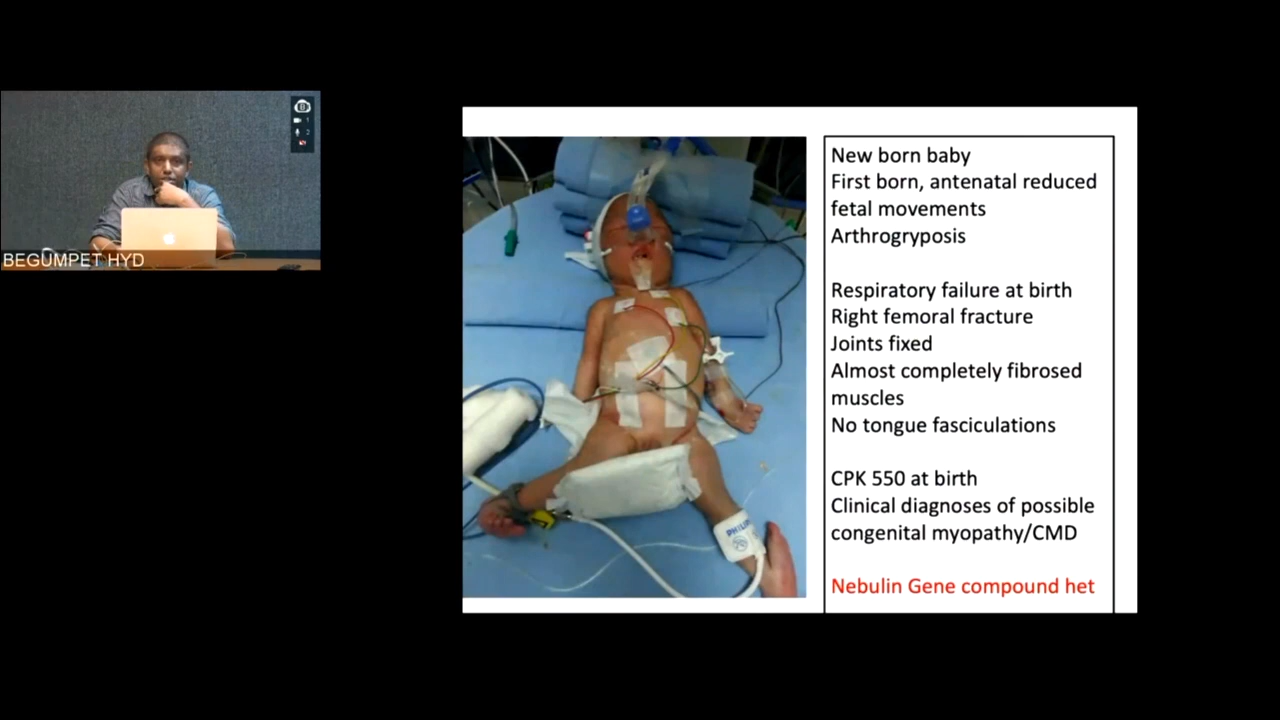 BEGUMPET HYD
New born baby
First born, antenatal reduced
fetal movements
Arthrogryposis
Respiratory failure at birth
Right femoral fracture
Joints fixed
Almost completely fibrosed
muscles
No tongue fasciculations
CPK 550 at birth
Clinical diagnoses of possible
congenital myopathy/CMD
Nebulin Gene compound het
PHILIPS